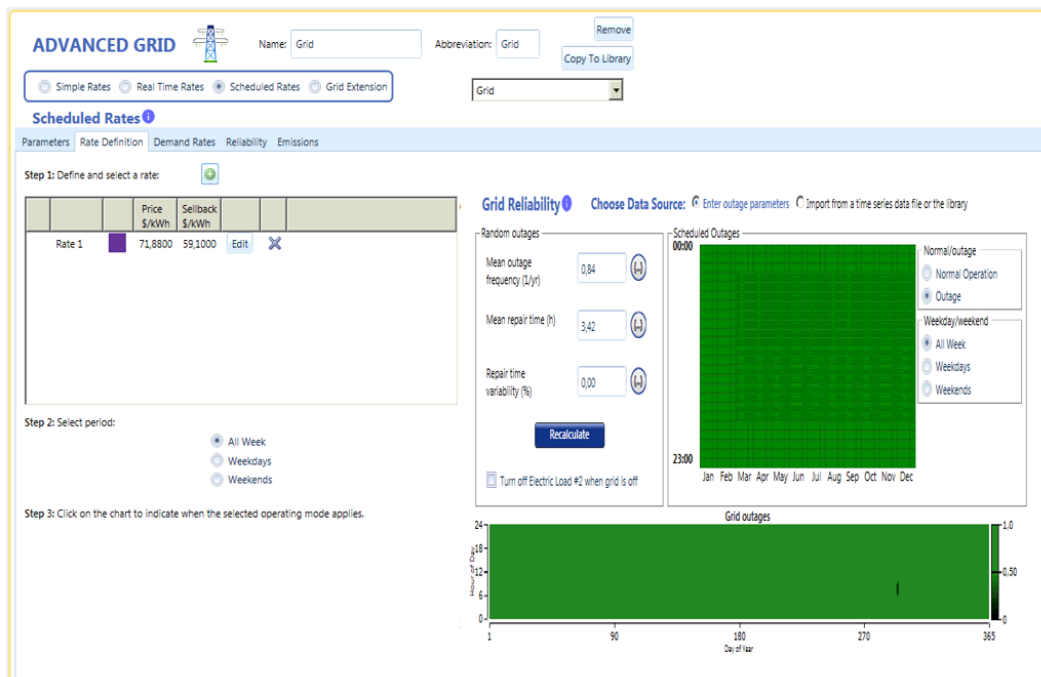 ADVANCED GRID
Name: Grid
Abbreviation: Grid
Remove
Copy To Library
Simple Rates Real Time Rates Scheduled Rates Grid Extension
Grid
Scheduled Rates
Parameters Rate Definition Demand Rates Reliability Emissions
Step 1: Define and select a rate:
Price $/kWh Sellback $/kWh
Rate 1 71,8800 59,1000 Edit
Step 2: Select period:
All Week
Weekdays
Weekends
Step 3: Click on the chart to indicate when the selected operating mode applies.
Grid Reliability Choose Data Source: Enter outage parameters Import from a time series data file or the library
Random outages
Mean outage frequency (1/yr) 0,84 {..}
Mean repair time (h) 3,42 {..}
Repair time variability (%) 0,00 {..}
Recalculate
Turn off Electric Load #2 when grid is off
Scheduled Outages
00:00
23:00
Jan Feb Mar Apr May Jun Jul Aug Sep Oct Nov Dec
Normal/outage
Normal Operation
Outage
Weekday/weekend
All Week
Weekdays
Weekends
Grid outages
Hour of Day
24
18
12
6
0
1 90 180 270 365
Day of Year
1,0
0,50
0